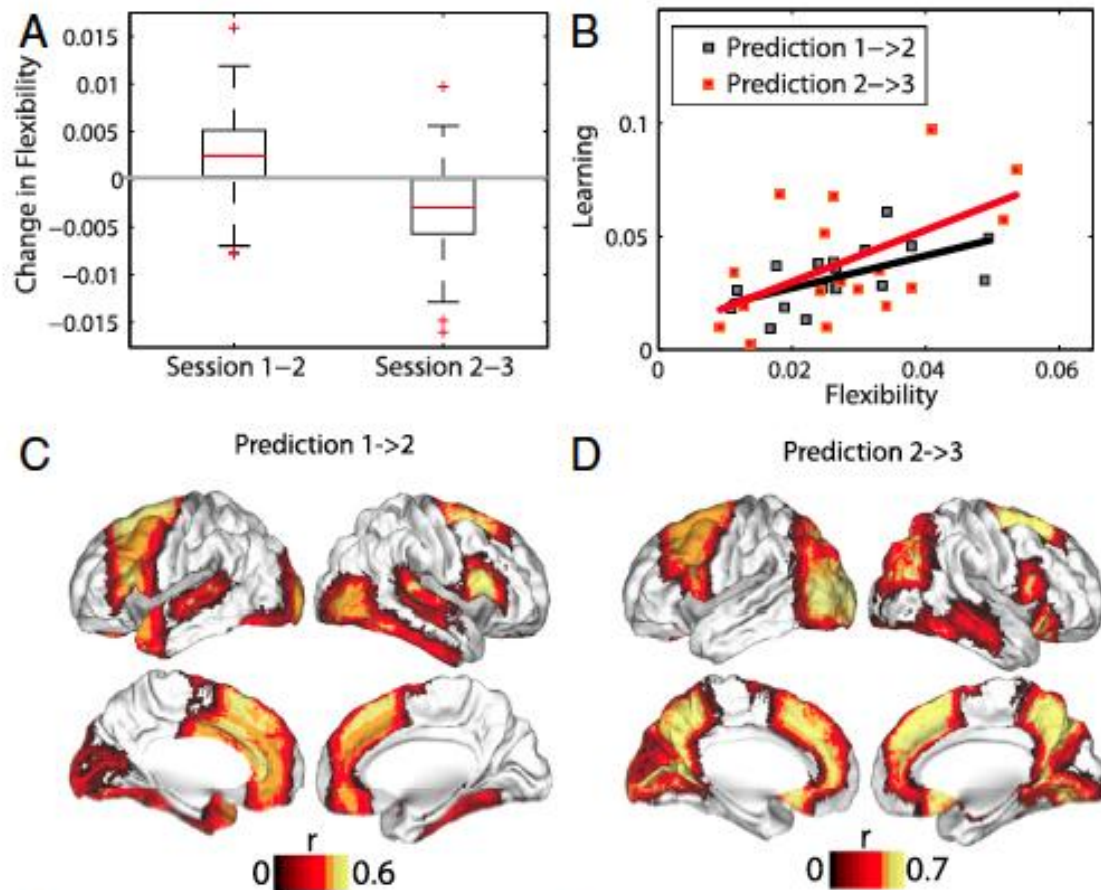 A
Change in Flexibility
0.015
0.01
0.005
0
−0.005
−0.01
−0.015
Session 1−2
Session 2−3
B
Prediction 1−>2
Prediction 2−>3
Learning
0.1
0.05
0
0
0.02
0.04
0.06
Flexibility
C
Prediction 1->2
D
Prediction 2->3
r
0
0.6
r
0
0.7